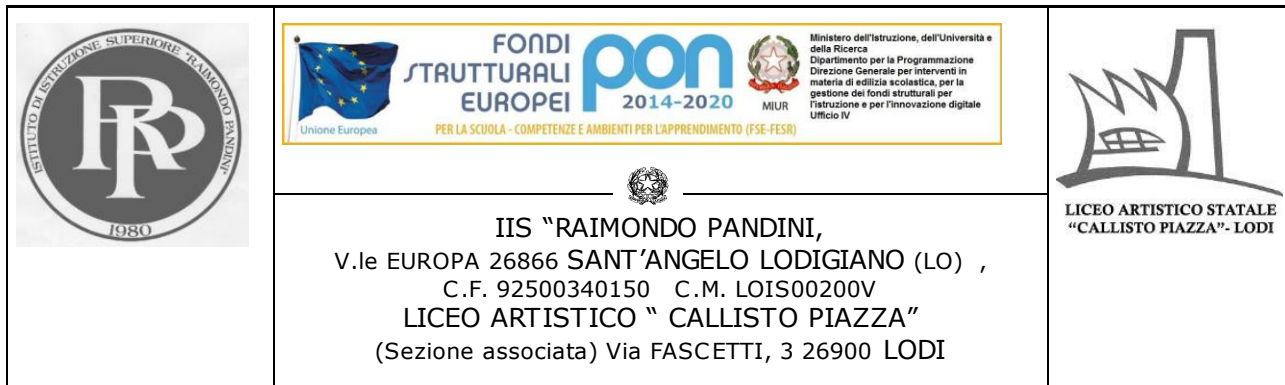 ISTITUTO DI ISTRUZIONE SUPERIORE "RAIMONDO PANDINI"
RP
1980
FONDI
STRUTTURALI
EUROPEI
pon
2014-2020
MIUR
Unione Europea
PER LA SCUOLA - COMPETENZE E AMBIENTI PER L'APPRENDIMENTO (FSE-FESR)
Ministero dell'Istruzione, dell'Università e
della Ricerca
Dipartimento per la Programmazione
Direzione Generale per interventi in
materia di edilizia scolastica, per la
gestione dei fondi strutturali per
l'istruzione e per l'innovazione digitale
Ufficio IV
IIS “RAIMONDO PANDINI,
V.le EUROPA 26866 SANT’ANGELO LODIGIANO (LO) ,
C.F. 92500340150 C.M. LOIS00200V
LICEO ARTISTICO “ CALLISTO PIAZZA”
(Sezione associata) Via FASCETTI, 3 26900 LODI
LICEO ARTISTICO STATALE
“CALLISTO PIAZZA”- LODI